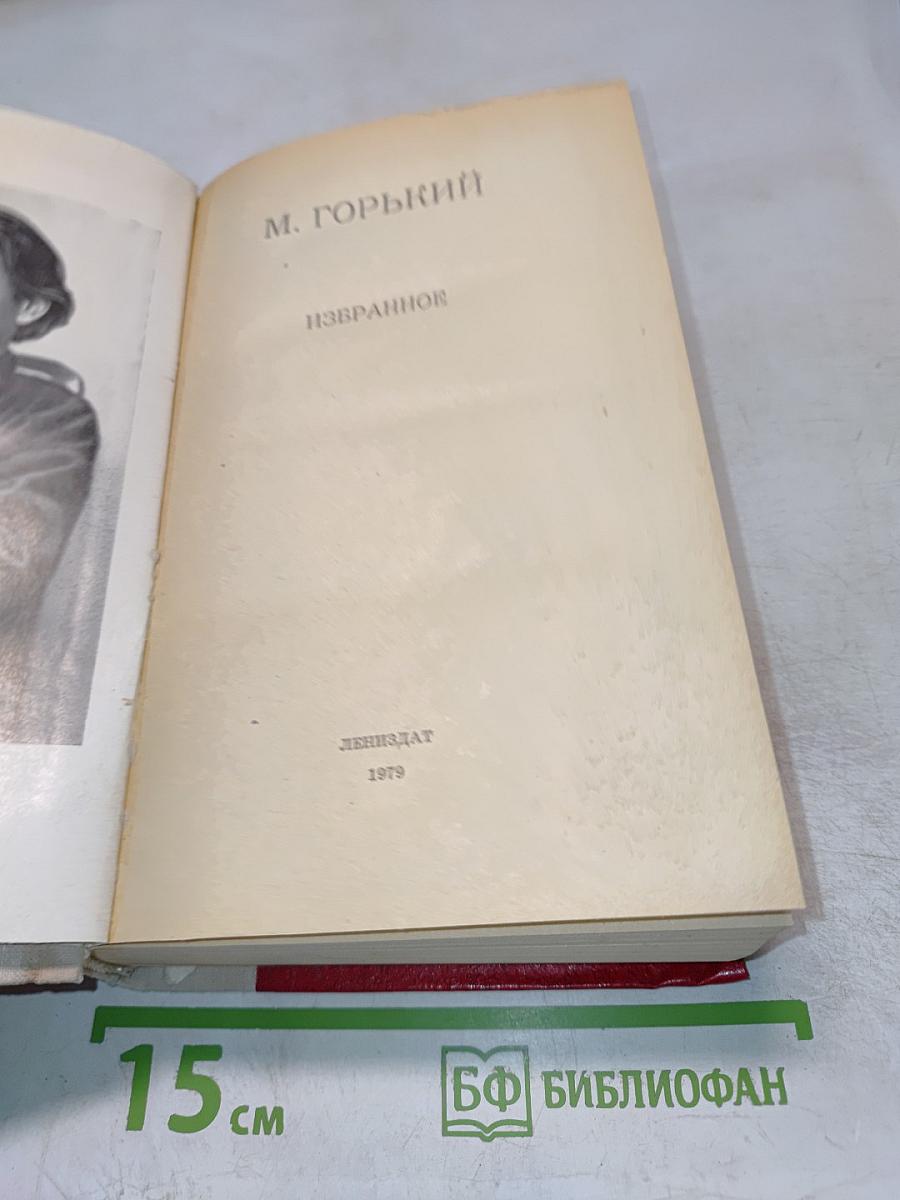 М. ГОРЬКИЙ
ИЗБРАННОЕ
ЛЕНИЗДАТ
1979
15 см
БФ БИБЛИОФАН